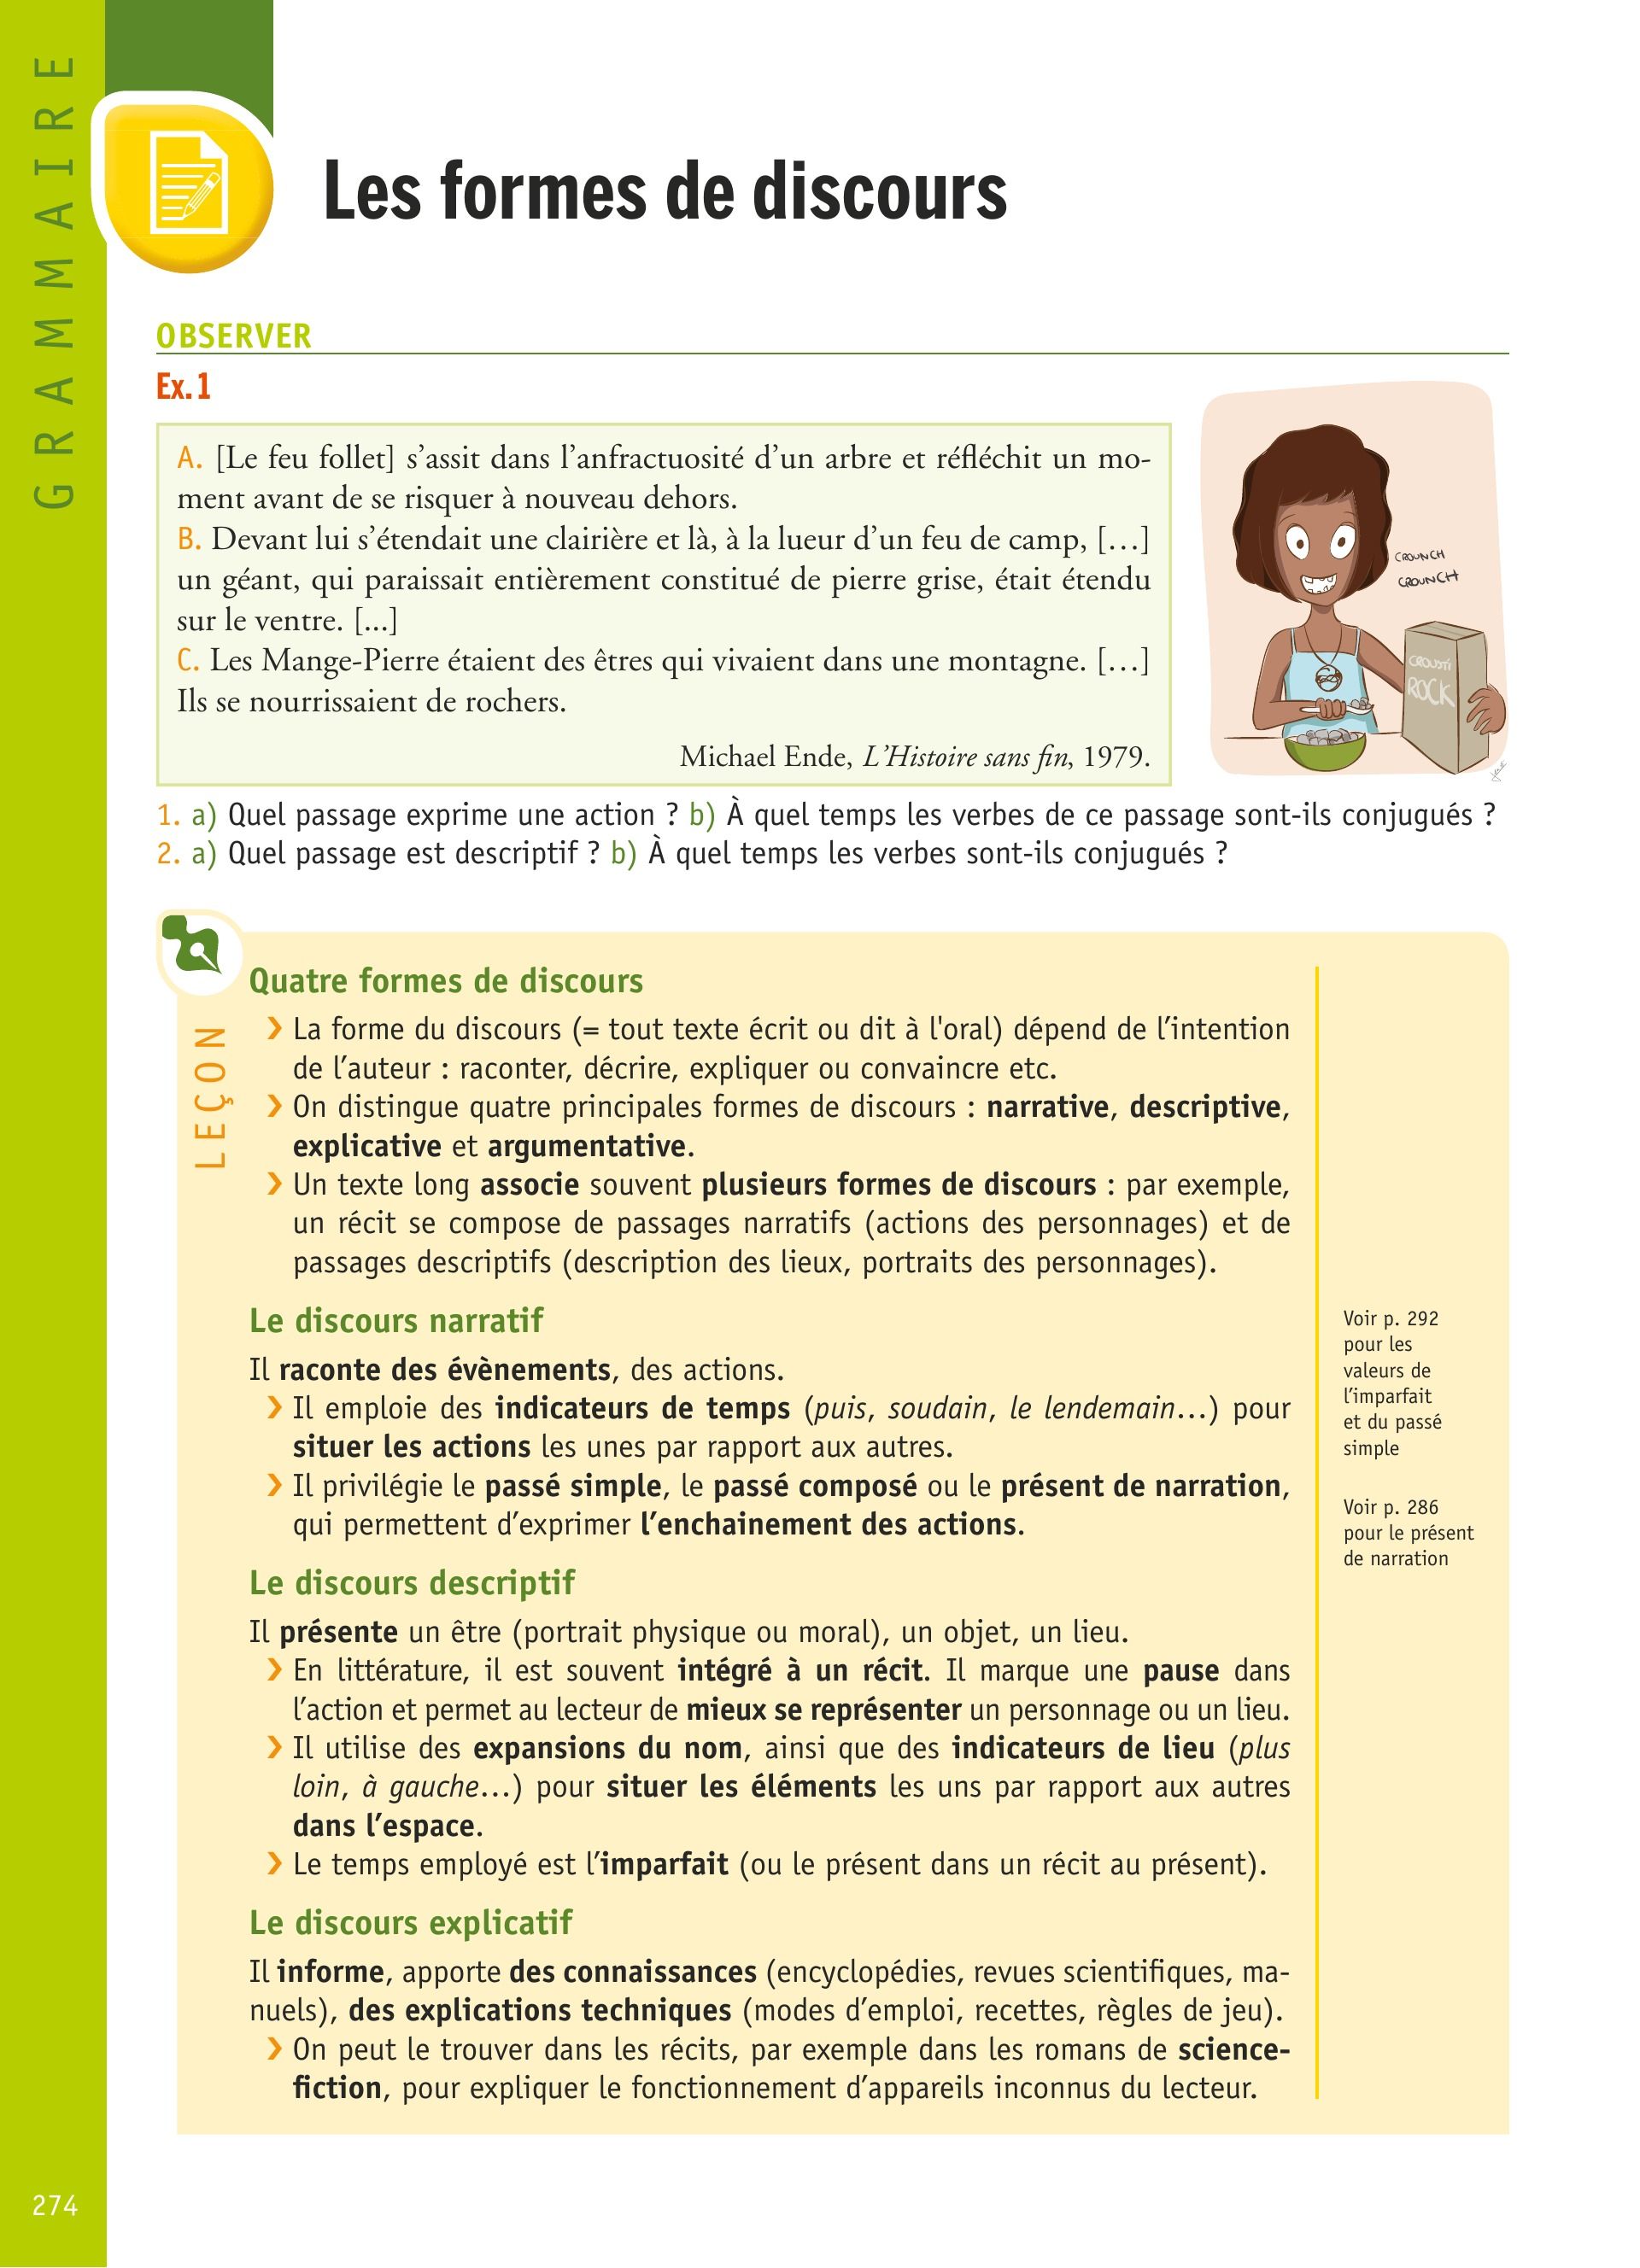 GRAMMAIRE
Les formes de discours
OBSERVER
Ex. 1
A. [Le feu follet] s’assit dans l’anfractuosité d’un arbre et réfléchit un mo-
ment avant de se risquer à nouveau dehors.
B. Devant lui s’étendait une clairière et là, à la lueur d’un feu de camp, […]
un géant, qui paraissait entièrement constitué de pierre grise, était étendu
sur le ventre. [...]
C. Les Mange-Pierre étaient des êtres qui vivaient dans une montagne. […]
Ils se nourrissaient de rochers.
Michael Ende, L’Histoire sans fin, 1979.
CROUNCH
CROUNCH
CROUSTI
ROCK
1. a) Quel passage exprime une action ? b) À quel temps les verbes de ce passage sont-ils conjugués ?
2. a) Quel passage est descriptif ? b) À quel temps les verbes sont-ils conjugués ?
LEÇON
Quatre formes de discours
› La forme du discours (= tout texte écrit ou dit à l'oral) dépend de l’intention
de l’auteur : raconter, décrire, expliquer ou convaincre etc.
› On distingue quatre principales formes de discours : narrative, descriptive,
explicative et argumentative.
› Un texte long associe souvent plusieurs formes de discours : par exemple,
un récit se compose de passages narratifs (actions des personnages) et de
passages descriptifs (description des lieux, portraits des personnages).
Le discours narratif
Il raconte des évènements, des actions.
› Il emploie des indicateurs de temps (puis, soudain, le lendemain…) pour
situer les actions les unes par rapport aux autres.
› Il privilégie le passé simple, le passé composé ou le présent de narration,
qui permettent d’exprimer l’enchainement des actions.
Voir p. 292
pour les
valeurs de
l’imparfait
et du passé
simple
Voir p. 286
pour le présent
de narration
Le discours descriptif
Il présente un être (portrait physique ou moral), un objet, un lieu.
› En littérature, il est souvent intégré à un récit. Il marque une pause dans
l’action et permet au lecteur de mieux se représenter un personnage ou un lieu.
› Il utilise des expansions du nom, ainsi que des indicateurs de lieu (plus
loin, à gauche…) pour situer les éléments les uns par rapport aux autres
dans l’espace.
› Le temps employé est l’imparfait (ou le présent dans un récit au présent).
Le discours explicatif
Il informe, apporte des connaissances (encyclopédies, revues scientifiques, ma-
nuels), des explications techniques (modes d’emploi, recettes, règles de jeu).
› On peut le trouver dans les récits, par exemple dans les romans de science-
fiction, pour expliquer le fonctionnement d’appareils inconnus du lecteur.
274